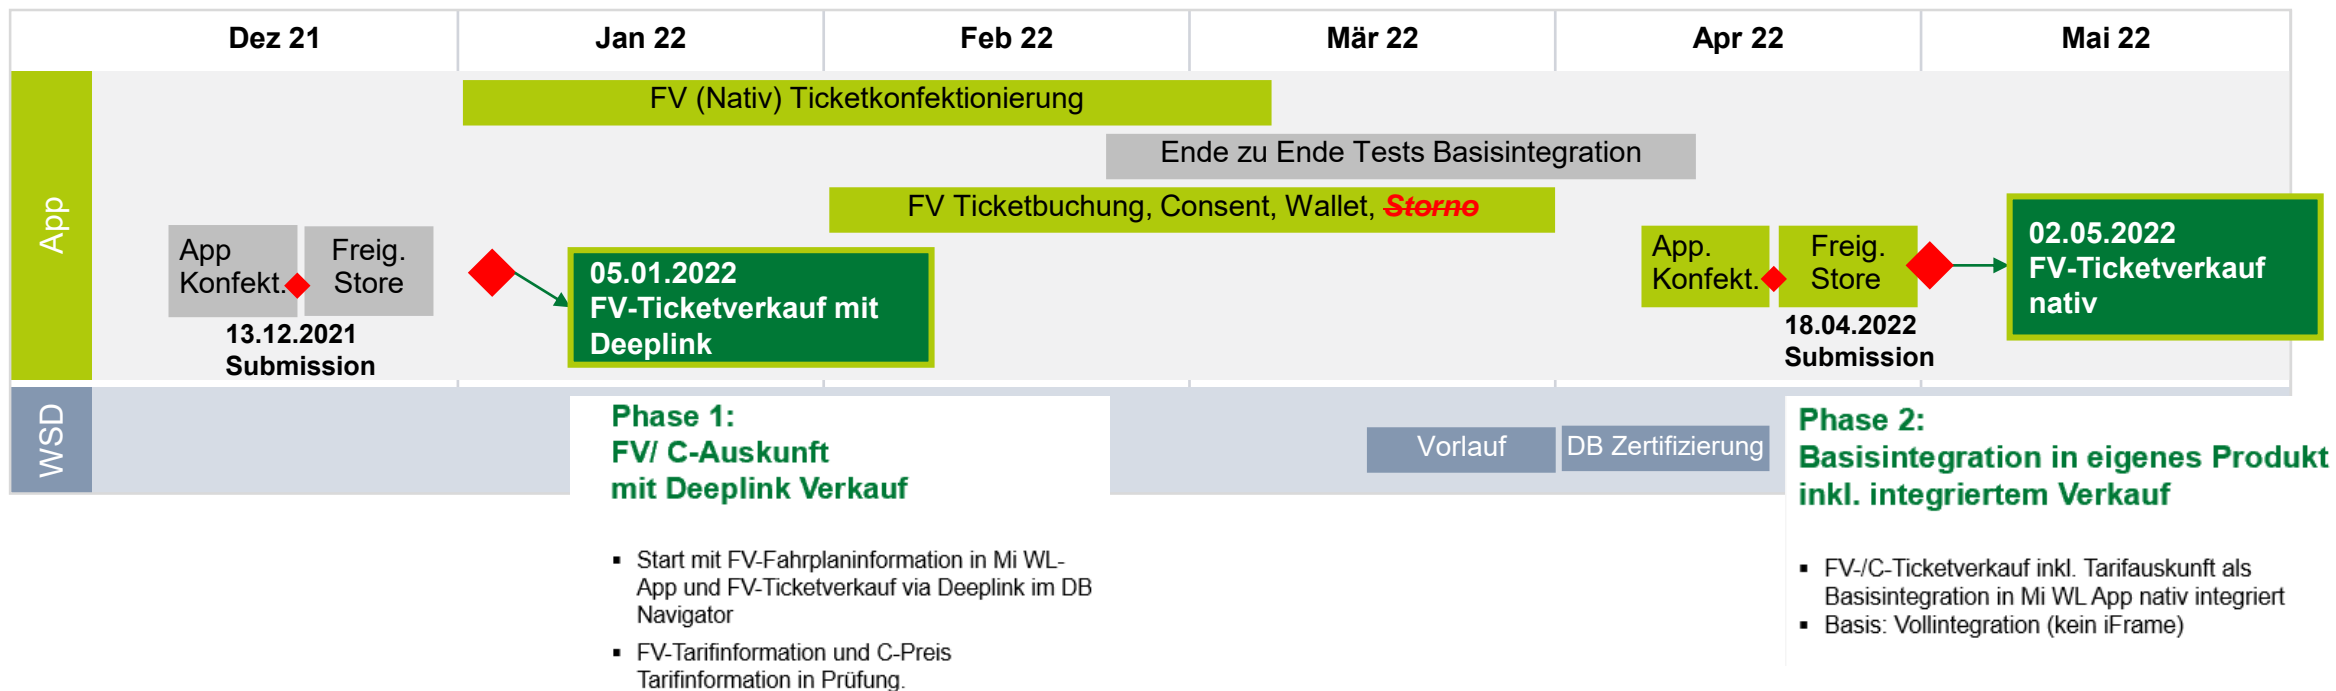 Dez 21
Jan 22
Feb 22
Mär 22
Apr 22
Mai 22
App
FV (Nativ) Ticketkonfektionierung
Ende zu Ende Tests Basisintegration
FV Ticketbuchung, Consent, Wallet, Storno
App
Konfekt.
Freig.
Store
13.12.2021
Submission
05.01.2022
FV-Ticketverkauf mit
Deeplink
App.
Konfekt.
Freig.
Store
18.04.2022
Submission
02.05.2022
FV-Ticketverkauf
nativ
WSD
Phase 1:
FV/ C-Auskunft
mit Deeplink Verkauf
▪ Start mit FV-Fahrplaninformation in Mi WL-
App und FV-Ticketverkauf via Deeplink im DB
Navigator
▪ FV-Tarifinformation und C-Preis
Tarifinformation in Prüfung.
Vorlauf
DB Zertifizierung
Phase 2:
Basisintegration in eigenes Produkt
inkl. integriertem Verkauf
▪ FV-/C-Ticketverkauf inkl. Tarifauskunft als
Basisintegration in Mi WL App nativ integriert
▪ Basis: Vollintegration (kein iFrame)